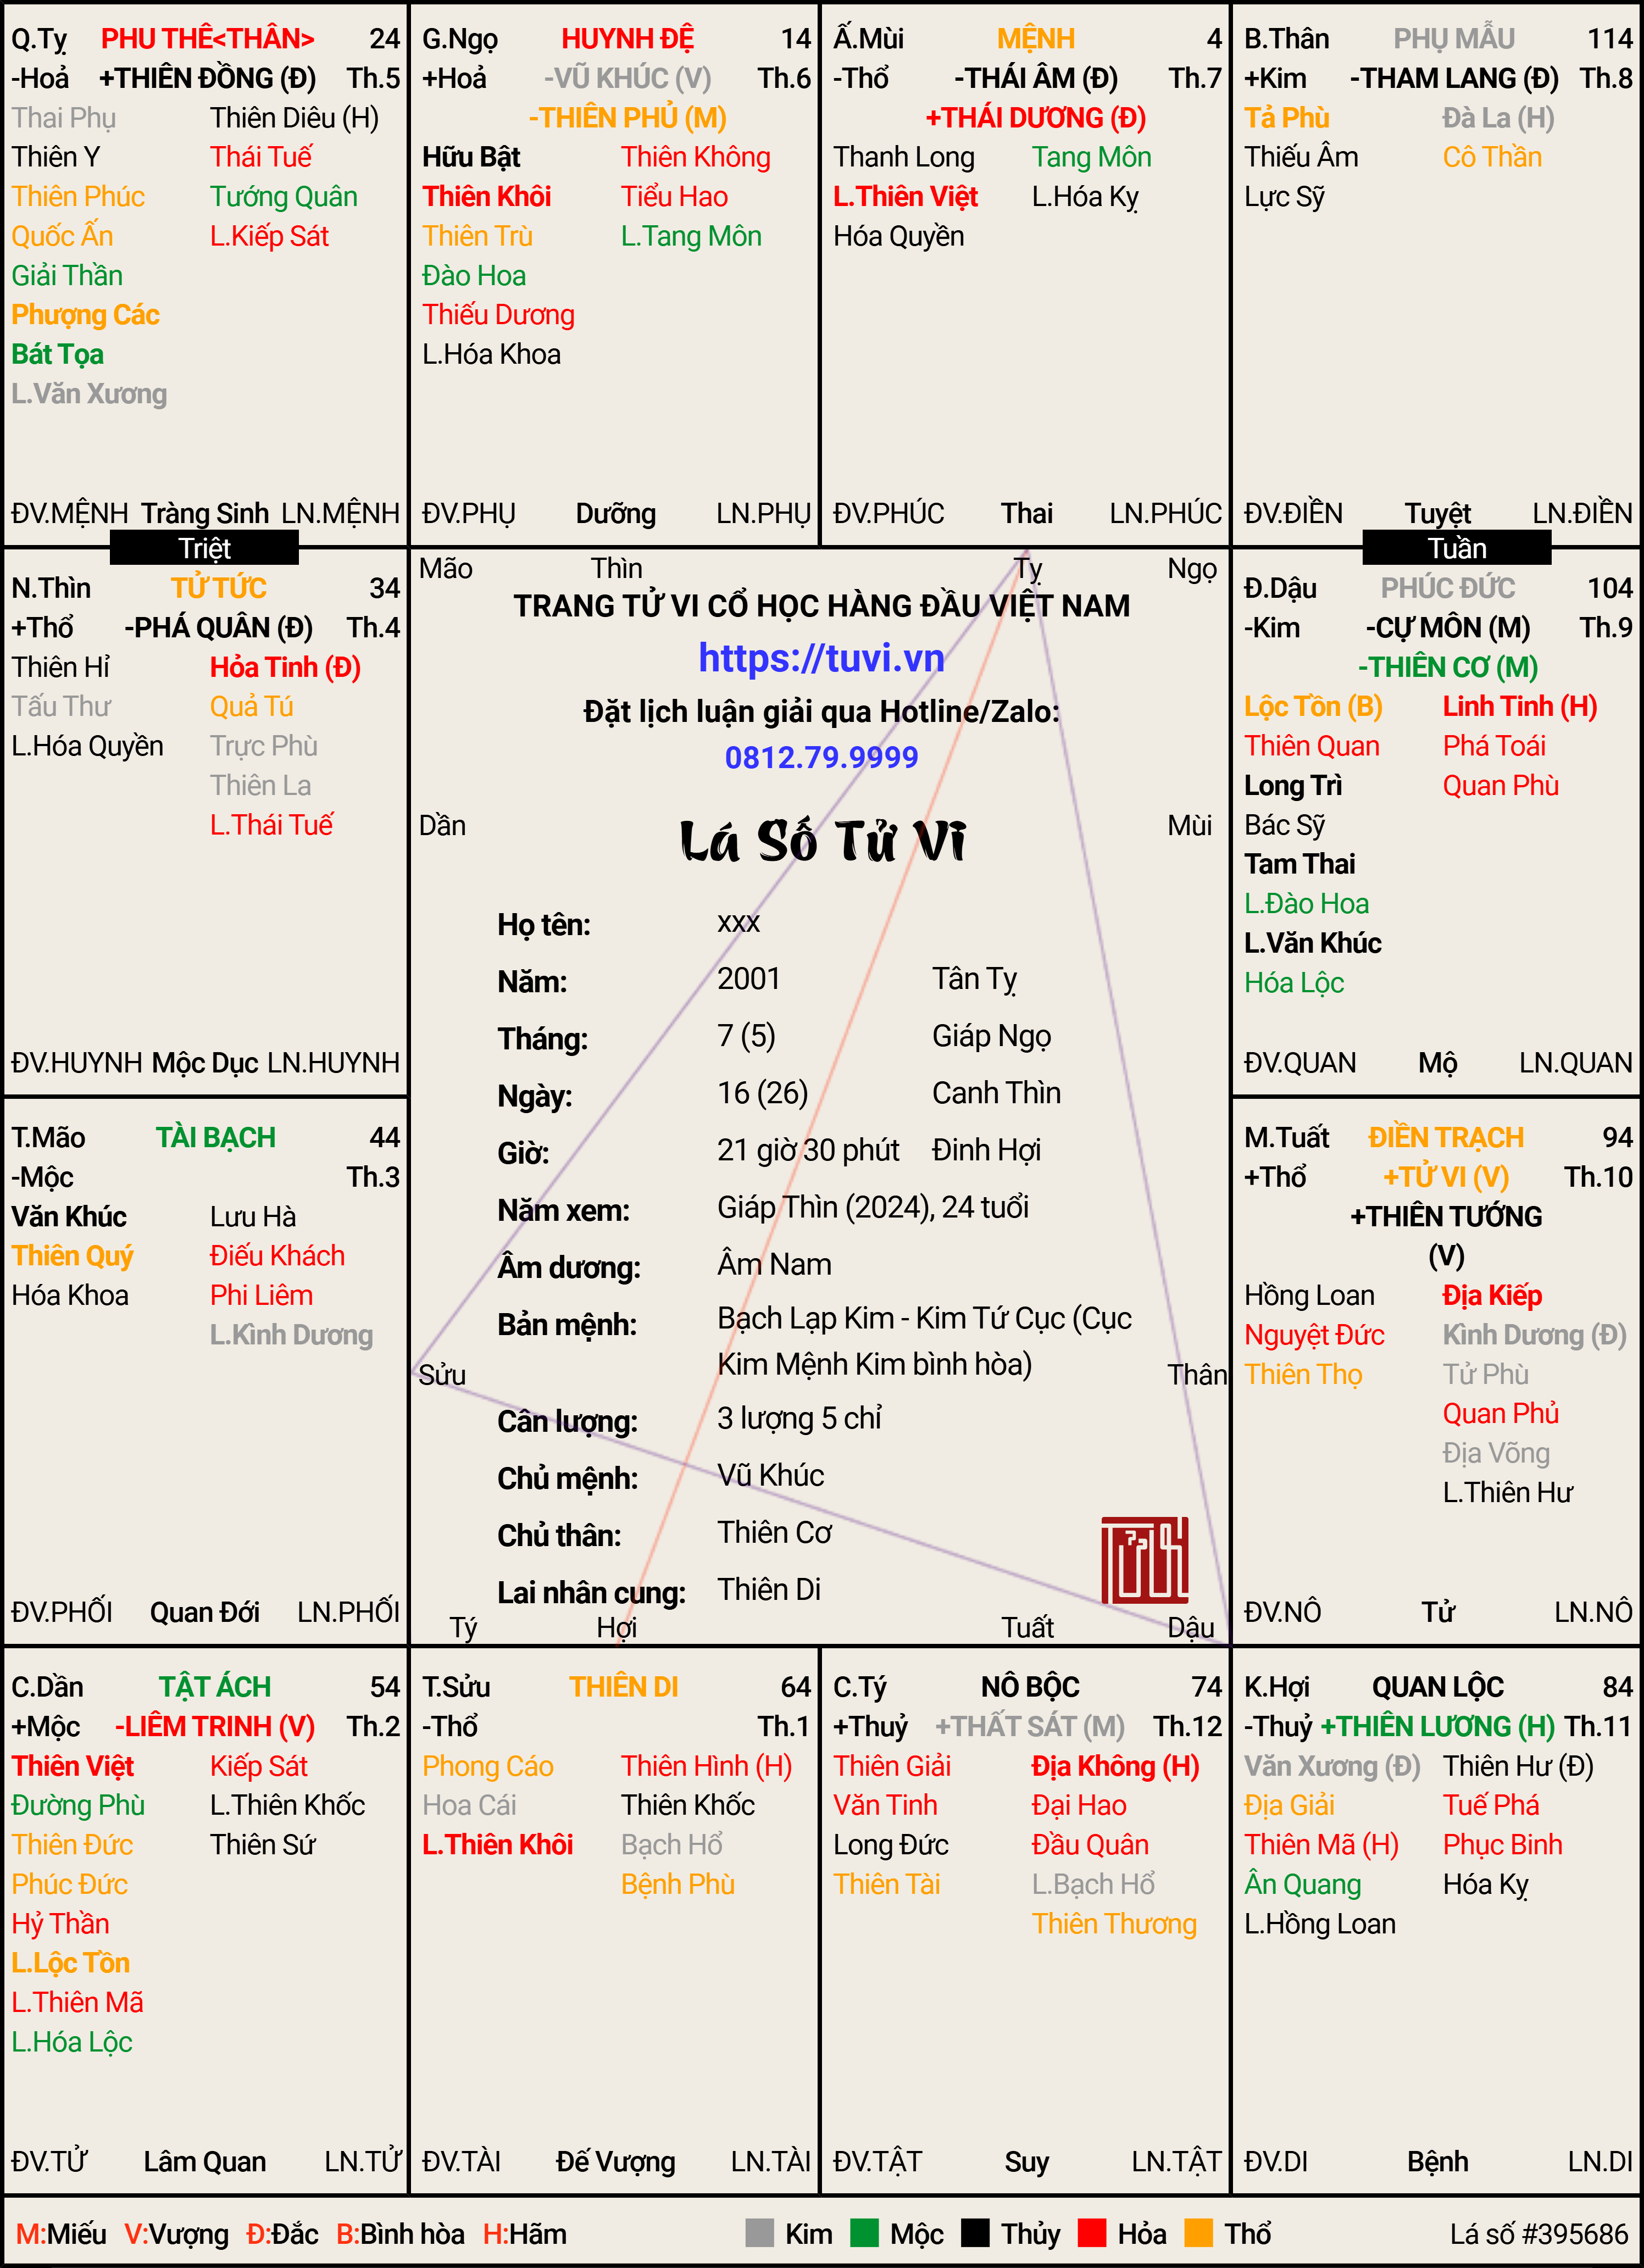 Q.Tỵ PHU THÊ<THÂN> 24
-Hoả +THIÊN ĐỒNG (Đ) Th.5
Thai Phụ Thiên Diêu (H)
Thiên Y Thái Tuế
Thiên Phúc Tướng Quân
Quốc Ấn L.Kiếp Sát
Giải Thần
Phượng Các
Bát Tọa
L.Văn Xương
ĐV.MỆNH Tràng Sinh LN.MỆNH
G.Ngọ HUYNH ĐỆ 14
+Hoả -VŨ KHÚC (V) Th.6
-THIÊN PHỦ (M)
Hữu Bật Thiên Không
Thiên Khôi Tiểu Hao
Thiên Trù L.Tang Môn
Đào Hoa
Thiếu Dương
L.Hóa Khoa
ĐV.PHỤ Dưỡng LN.PHỤ
Ấ.Mùi MỆNH 4
-Thổ -THÁI ÂM (Đ) Th.7
+THÁI DƯƠNG (Đ)
Thanh Long Tang Môn
L.Thiên Việt L.Hóa Kỵ
Hóa Quyền
ĐV.PHÚC Thai LN.PHÚC
B.Thân PHỤ MẪU 114
+Kim -THAM LANG (Đ) Th.8
Tả Phù Đà La (H)
Thiếu Âm Cô Thần
Lực Sỹ
ĐV.ĐIỀN Tuyệt LN.ĐIỀN
Triệt
Tuần
N.Thìn TỬ TỨC 34
+Thổ -PHÁ QUÂN (Đ) Th.4
Thiên Hỉ Hỏa Tinh (Đ)
Tấu Thư Quả Tú
L.Hóa Quyền Trực Phù
Thiên La
L.Thái Tuế
ĐV.HUYNH Mộc Dục LN.HUYNH
Mão Thìn Tỵ Ngọ
TRANG TỬ VI CỔ HỌC HÀNG ĐẦU VIỆT NAM
https://tuvi.vn
Đặt lịch luận giải qua Hotline/Zalo:
0812.79.9999
Dần Mùi
Lá Số Tử Vi
Họ tên: xxx
Năm: 2001 Tân Tỵ
Tháng: 7 (5) Giáp Ngọ
Ngày: 16 (26) Canh Thìn
Giờ: 21 giờ 30 phút Đinh Hợi
Năm xem: Giáp Thìn (2024), 24 tuổi
Âm dương: Âm Nam
Bản mệnh: Bạch Lạp Kim - Kim Tứ Cục (Cục
Kim Mệnh Kim bình hòa)
Sửu Thân
Cân lượng: 3 lượng 5 chỉ
Chủ mệnh: Vũ Khúc
Chủ thân: Thiên Cơ
Lai nhân cung: Thiên Di
Tý Hợi Tuất Dậu
Đ.Dậu PHÚC ĐỨC 104
-Kim -CỰ MÔN (M) Th.9
-THIÊN CƠ (M)
Lộc Tồn (B) Linh Tinh (H)
Thiên Quan Phá Toái
Long Trì Quan Phù
Bác Sỹ
Tam Thai
L.Đào Hoa
L.Văn Khúc
Hóa Lộc
ĐV.QUAN Mộ LN.QUAN
T.Mão TÀI BẠCH 44
-Mộc Th.3
Văn Khúc Lưu Hà
Thiên Quý Điếu Khách
Hóa Khoa Phi Liêm
L.Kình Dương
ĐV.PHỐI Quan Đới LN.PHỐI
M.Tuất ĐIỀN TRẠCH 94
+Thổ +TỬ VI (V) Th.10
+THIÊN TƯỚNG
(V)
Hồng Loan Địa Kiếp
Nguyệt Đức Kình Dương (Đ)
Thiên Thọ Tử Phù
Quan Phủ
Địa Võng
L.Thiên Hư
ĐV.NÔ Tử LN.NÔ
C.Dần TẬT ÁCH 54
+Mộc -LIÊM TRINH (V) Th.2
Thiên Việt Kiếp Sát
Đường Phù L.Thiên Khốc
Thiên Đức Thiên Sứ
Phúc Đức
Hỷ Thần
L.Lộc Tồn
L.Thiên Mã
L.Hóa Lộc
ĐV.TỬ Lâm Quan LN.TỬ
T.Sửu THIÊN DI 64
-Thổ Th.1
Phong Cáo Thiên Hình (H)
Hoa Cái Thiên Khốc
L.Thiên Khôi Bạch Hổ
Bệnh Phù
ĐV.TÀI Đế Vượng LN.TÀI
C.Tý NÔ BỘC 74
+Thuỷ +THẤT SÁT (M) Th.12
Thiên Giải Địa Không (H)
Văn Tinh Đại Hao
Long Đức Đầu Quân
Thiên Tài L.Bạch Hổ
Thiên Thương
ĐV.TẬT Suy LN.TẬT
K.Hợi QUAN LỘC 84
-Thuỷ +THIÊN LƯƠNG (H) Th.11
Văn Xương (Đ) Thiên Hư (Đ)
Địa Giải Tuế Phá
Thiên Mã (H) Phục Binh
Ân Quang Hóa Kỵ
L.Hồng Loan
ĐV.DI Bệnh LN.DI
M:Miếu V:Vượng Đ:Đắc B:Bình hòa H:Hãm Kim Mộc Thủy Hỏa Thổ Lá số #395686